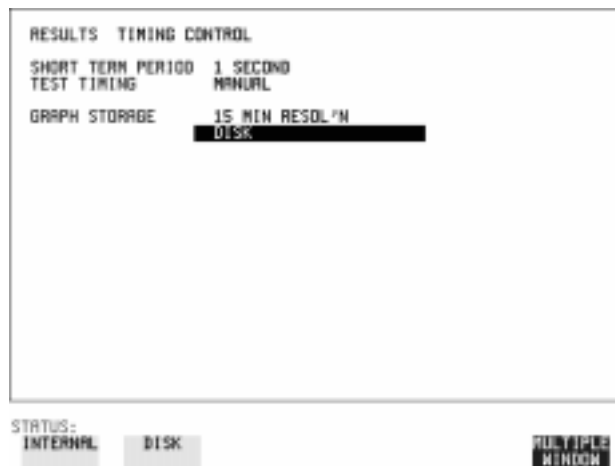 RESULTS TIMING CONTROL
SHORT TERM PERIOD 1 SECOND
TEST TIMING MANUAL
GRAPH STORAGE 15 MIN RESOL'N
DISK
STATUS:
INTERNAL DISK MULTIPLE
WINDOW